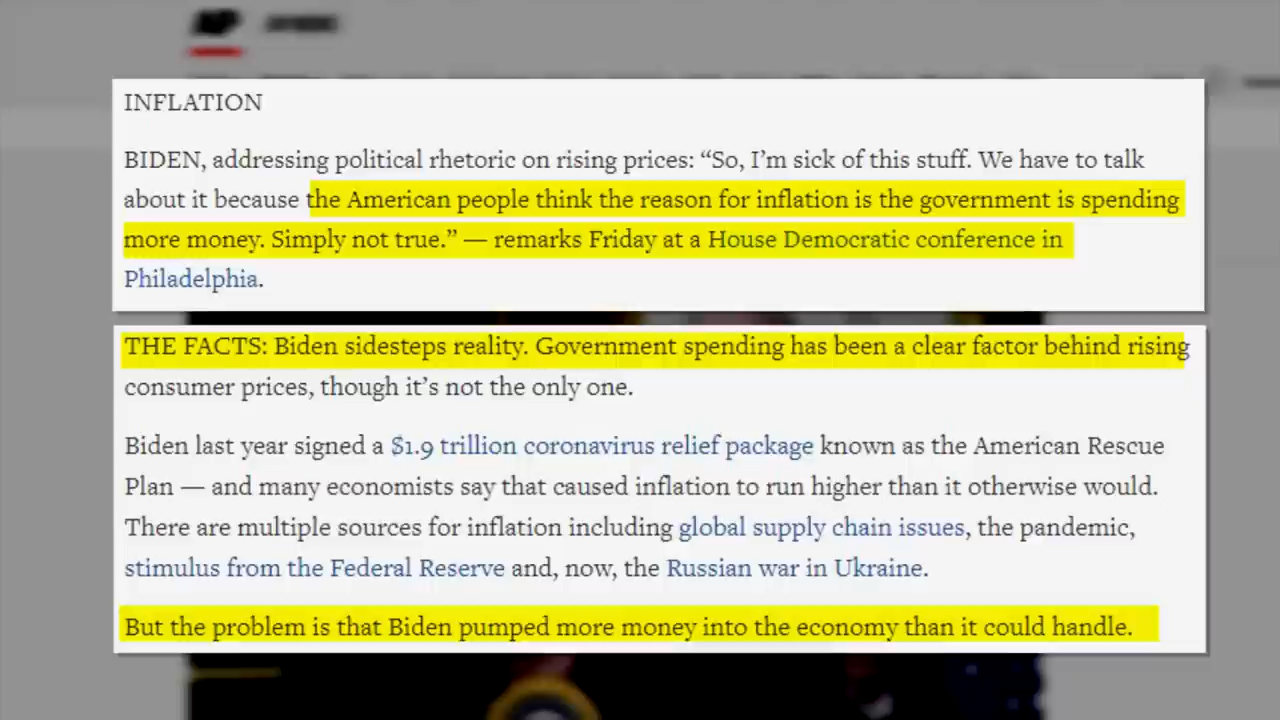 INFLATION
BIDEN, addressing political rhetoric on rising prices: “So, I’m sick of this stuff. We have to talk
about it because the American people think the reason for inflation is the government is spending
more money. Simply not true.” — remarks Friday at a House Democratic conference in
Philadelphia.
THE FACTS: Biden sidesteps reality. Government spending has been a clear factor behind rising
consumer prices, though it’s not the only one.
Biden last year signed a $1.9 trillion coronavirus relief package known as the American Rescue
Plan — and many economists say that caused inflation to run higher than it otherwise would.
There are multiple sources for inflation including global supply chain issues, the pandemic,
stimulus from the Federal Reserve and, now, the Russian war in Ukraine.
But the problem is that Biden pumped more money into the economy than it could handle.